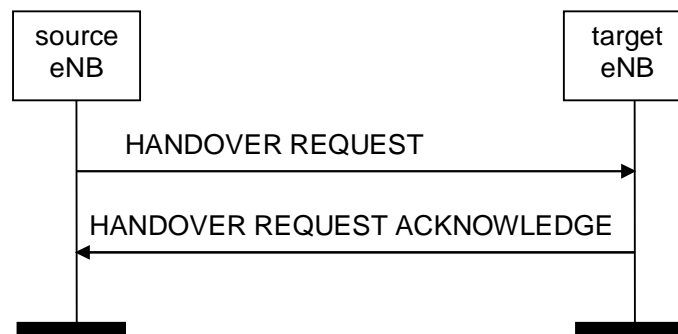 source
eNB
target
eNB
HANDOVER REQUEST
HANDOVER REQUEST ACKNOWLEDGE